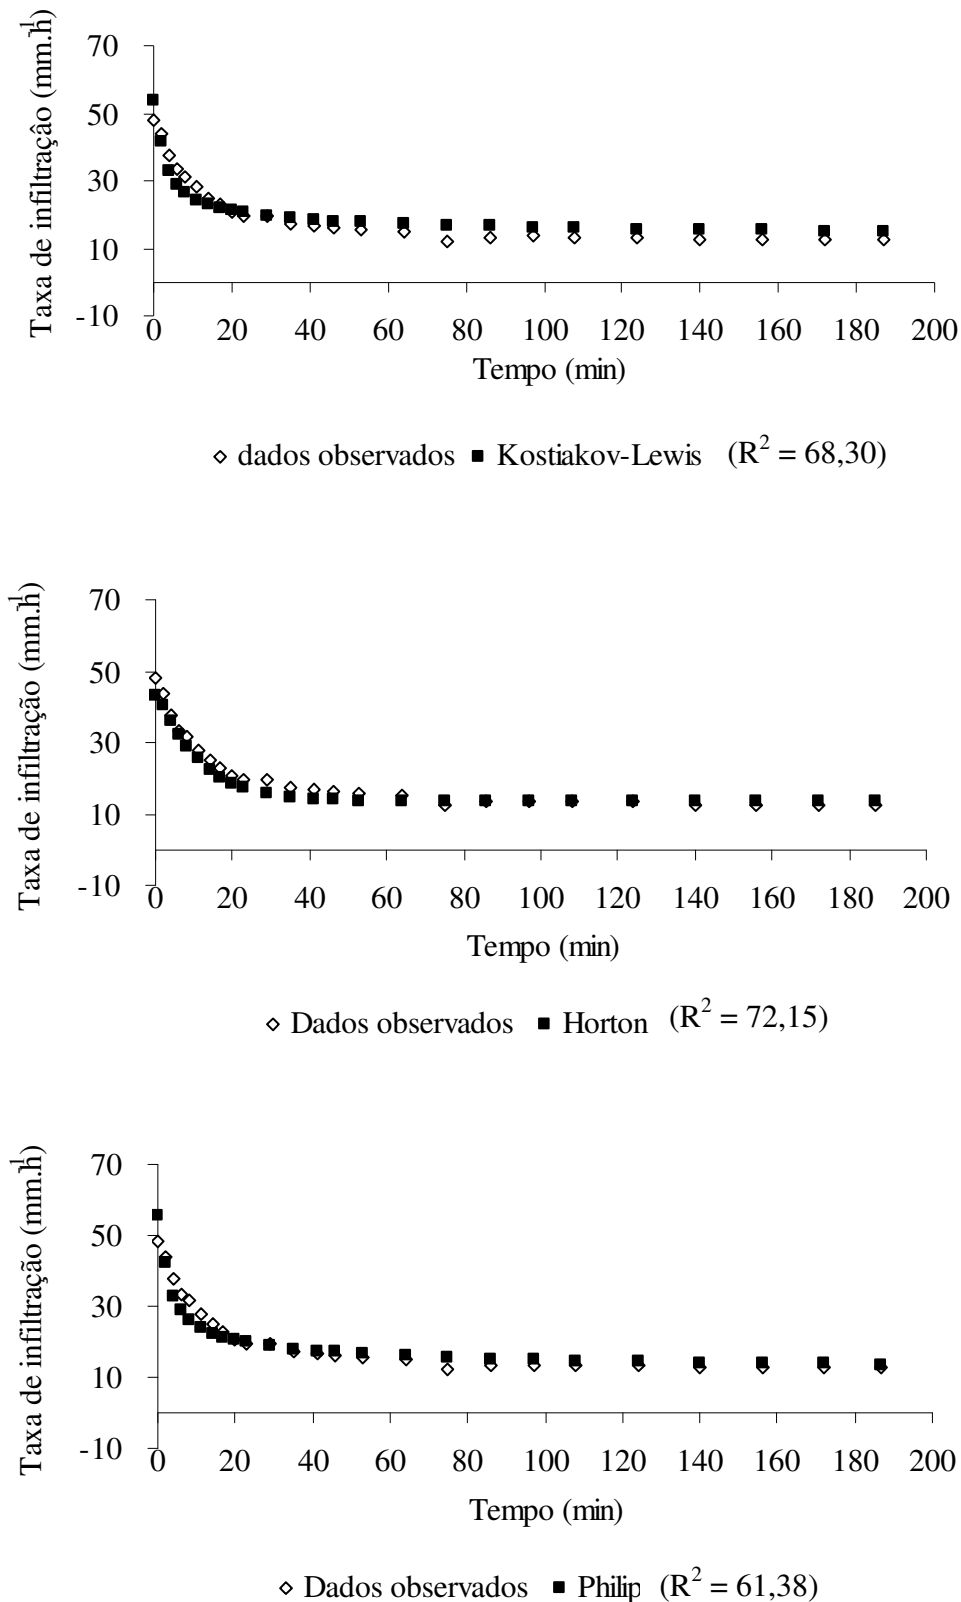 Taxa de infiltração (mm.h¹)
70
50
30
10
-10
0 20 40 60 80 100 120 140 160 180 200
Tempo (min)
dados observados Kostiakov-Lewis (R² = 68,30)
Taxa de infiltração (mm.h¹)
70
50
30
10
-10
0 20 40 60 80 100 120 140 160 180 200
Tempo (min)
Dados observados Horton (R² = 72,15)
Taxa de infiltração (mm.h¹)
70
50
30
10
-10
0 20 40 60 80 100 120 140 160 180 200
Tempo (min)
Dados observados Philip (R² = 61,38)